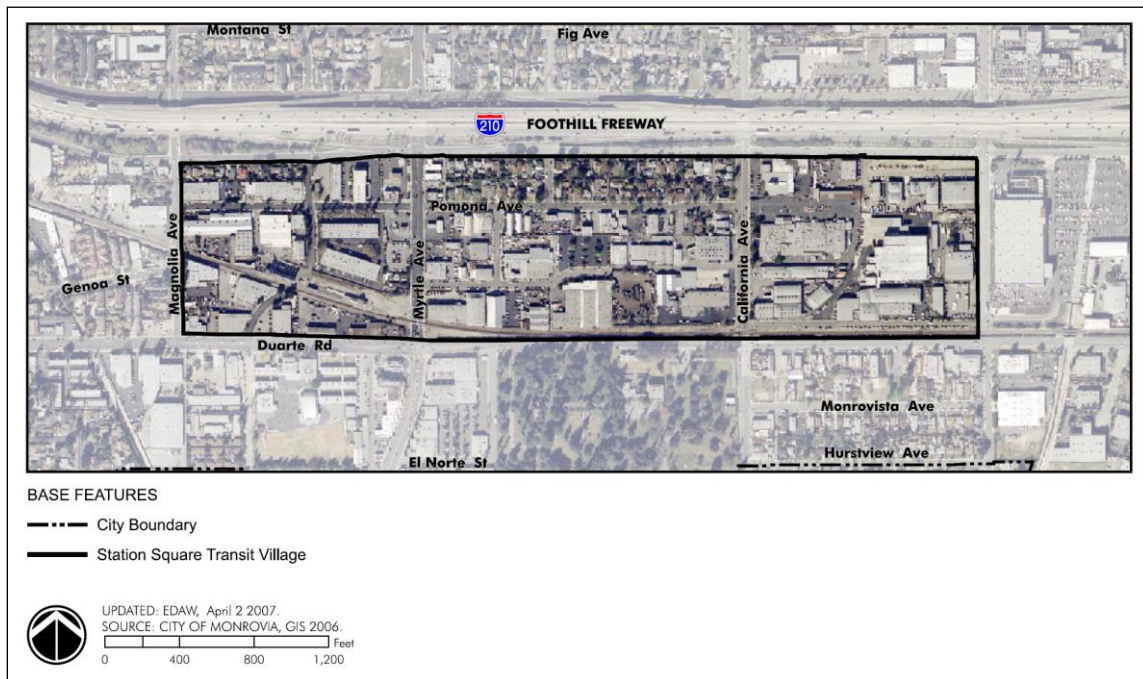 Montana St
Fig Ave
210
FOOTHILL FREEWAY
Magnolia Ave
Pomona Ave
Myrtle Ave
California Ave
Genoa St
Duarte Rd
Monrovista Ave
El Norte St
Hurstview Ave
BASE FEATURES
City Boundary
Station Square Transit Village
UPDATED: EDAW, April 2 2007.
SOURCE: CITY OF MONROVIA, GIS 2006.
Feet
0 400 800 1,200